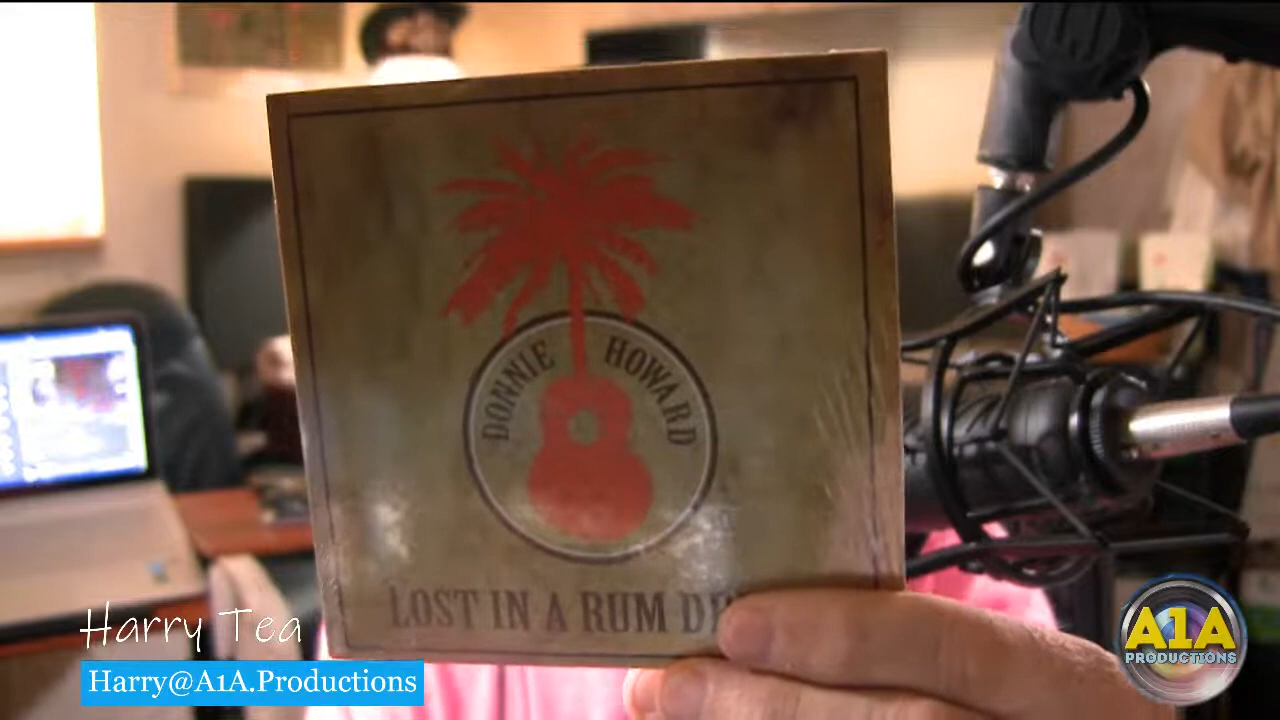 DONNIE HOWARD
LOST IN A RUM
Harry Tea
Harry@A1A.Productions
A1A
PRODUCTIONS